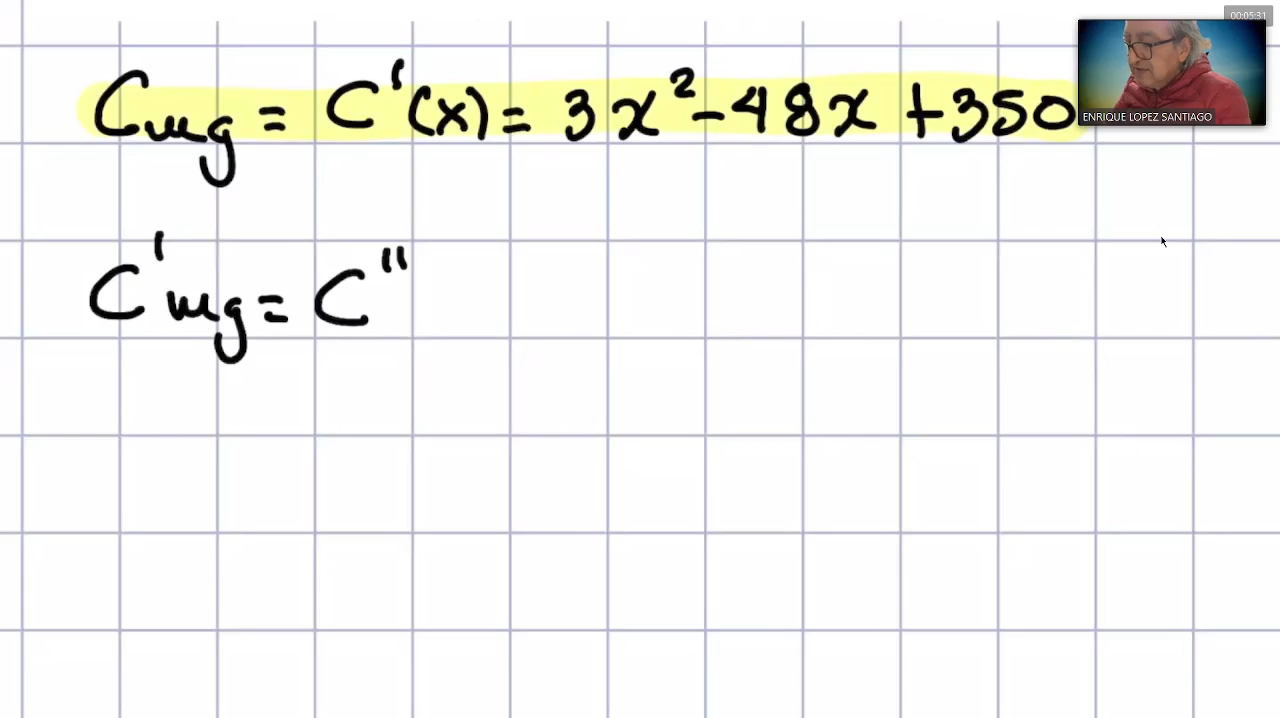 00:05:31
Cmg = C'(x) = 3x² - 48x + 350
ENRIQUE LOPEZ SANTIAGO
C'mg = C''